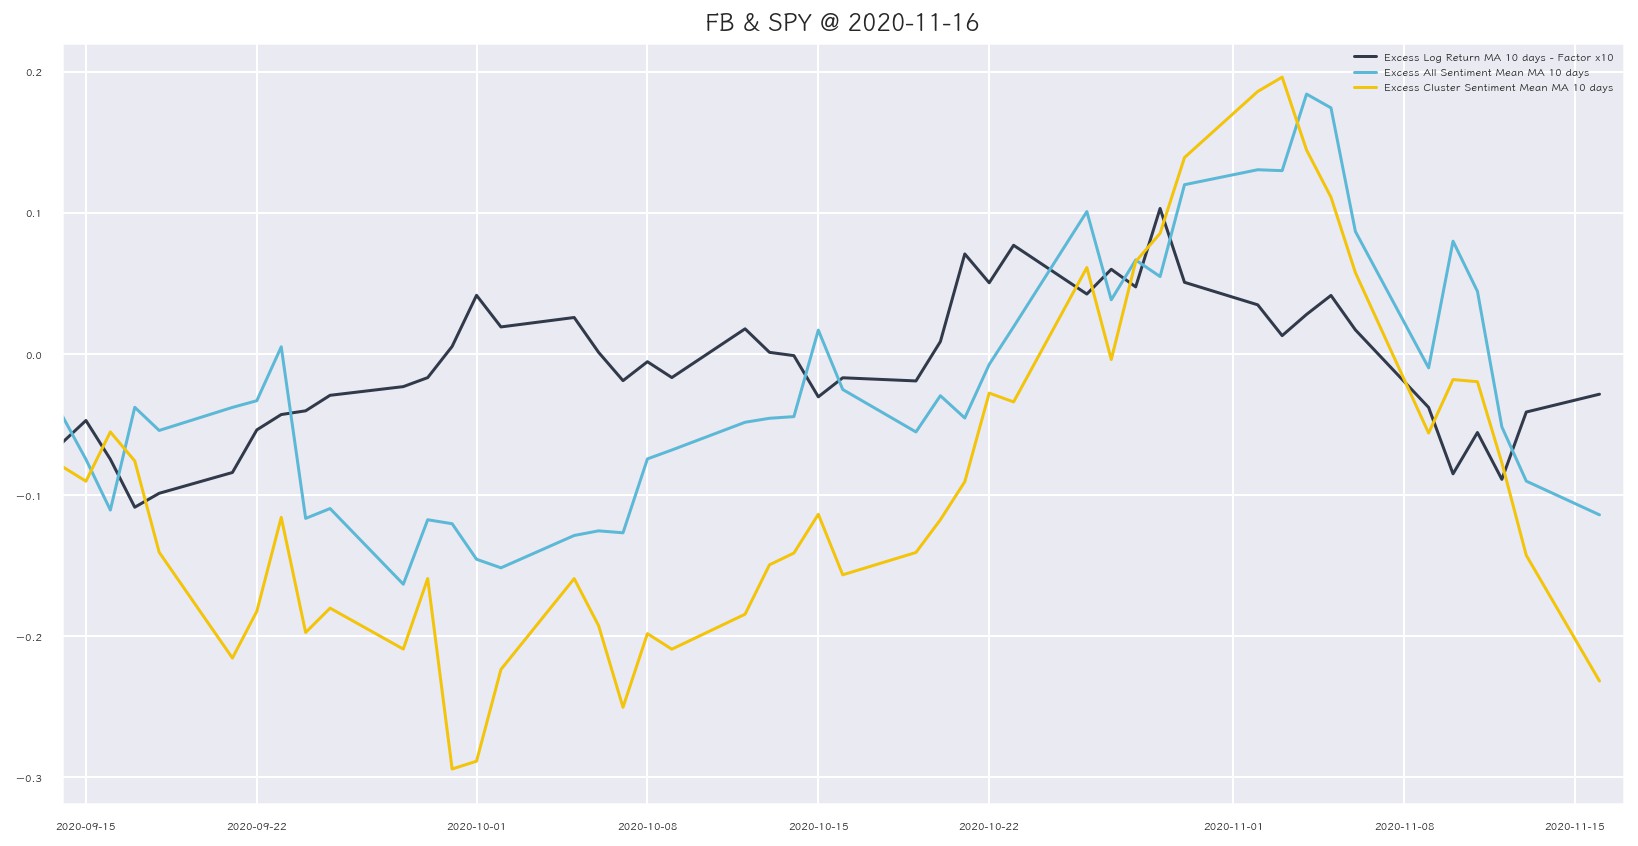 FB & SPY @ 2020-11-16
Excess Log Return MA 10 days - Factor x10
Excess All Sentiment Mean MA 10 days
Excess Cluster Sentiment Mean MA 10 days
0.2
0.1
0.0
−0.1
−0.2
−0.3
2020-09-15 2020-09-22 2020-10-01 2020-10-08 2020-10-15 2020-10-22 2020-11-01 2020-11-08 2020-11-15